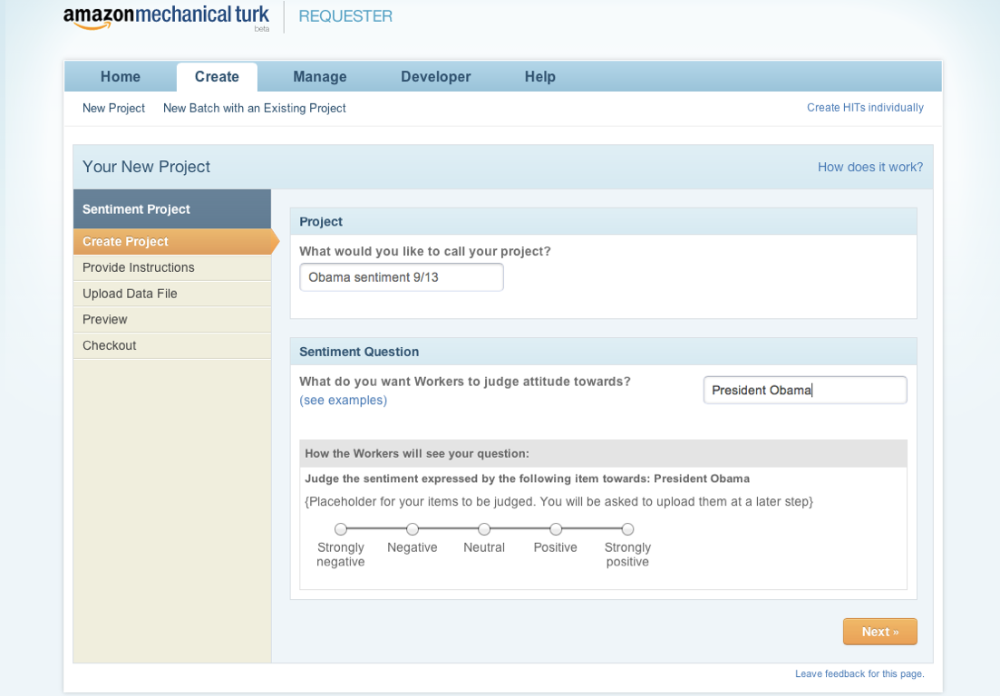 amazonmechanical turk
beta
REQUESTER
Home Create Manage Developer Help
New Project New Batch with an Existing Project Create HITs individually
Your New Project How does it work?
Sentiment Project
Create Project
Provide Instructions
Upload Data File
Preview
Checkout
Project
What would you like to call your project?
Obama sentiment 9/13
Sentiment Question
What do you want Workers to judge attitude towards?
(see examples)
President Obama
How the Workers will see your question:
Judge the sentiment expressed by the following item towards: President Obama
{Placeholder for your items to be judged. You will be asked to upload them at a later step}
Strongly negative Negative Neutral Positive Strongly positive
Next »
Leave feedback for this page.